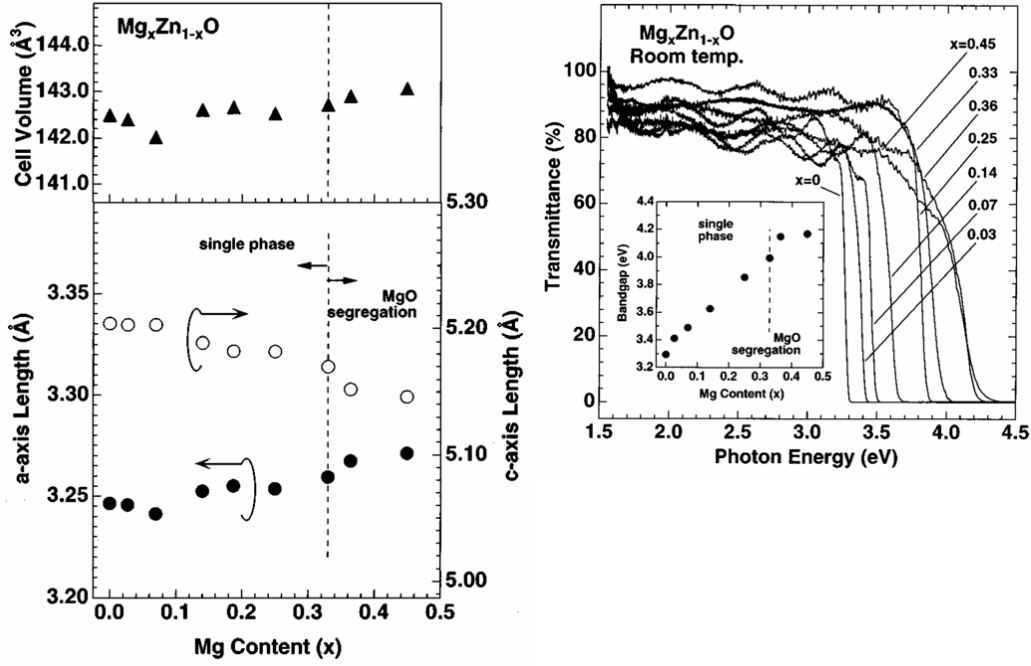 MgxZn1-xO
Cell Volume (Å3)
144.0
143.0
142.0
141.0
5.30
single phase
MgO
segregation
3.35
3.30
3.25
3.20
a-axis Length (Å)
5.20
5.10
5.00
c-axis Length (Å)
0.0 0.1 0.2 0.3 0.4 0.5
Mg Content (x)
MgxZn1-xO
Room temp.
x=0.45
0.33
0.36
0.25
0.14
0.07
0.03
x=0
100
80
60
40
20
0
Transmittance (%)
1.5 2.0 2.5 3.0 3.5 4.0 4.5
Photon Energy (eV)
4.4
4.2
4.0
3.8
3.6
3.4
3.2
Bandgap (eV)
single
phase
MgO
segregation
0.0 0.1 0.2 0.3 0.4 0.5
Mg Content (x)